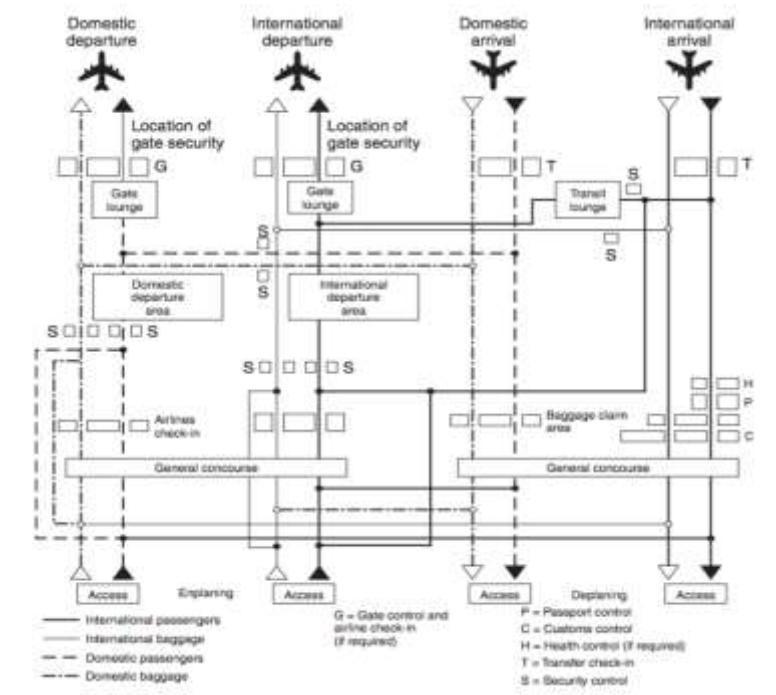 Domestic departure
International departure
Domestic arrival
International arrival
Location of gate security
Location of gate security
G
G
T
T
S
Gate lounge
Gate lounge
Transit lounge
S
S
S
Domestic departure area
International departure area
S
S
S
S
H
P
Airlines check-in
Baggage claim area
C
General concourse
General concourse
Access
Enplaning
Access
Access
Deplaning
Access
International passengers
International baggage
Domestic passengers
Domestic baggage
G = Gate control and
airline check-in
(if required)
P = Passport control
C = Customs control
H = Health control (if required)
T = Transfer check-in
S = Security control